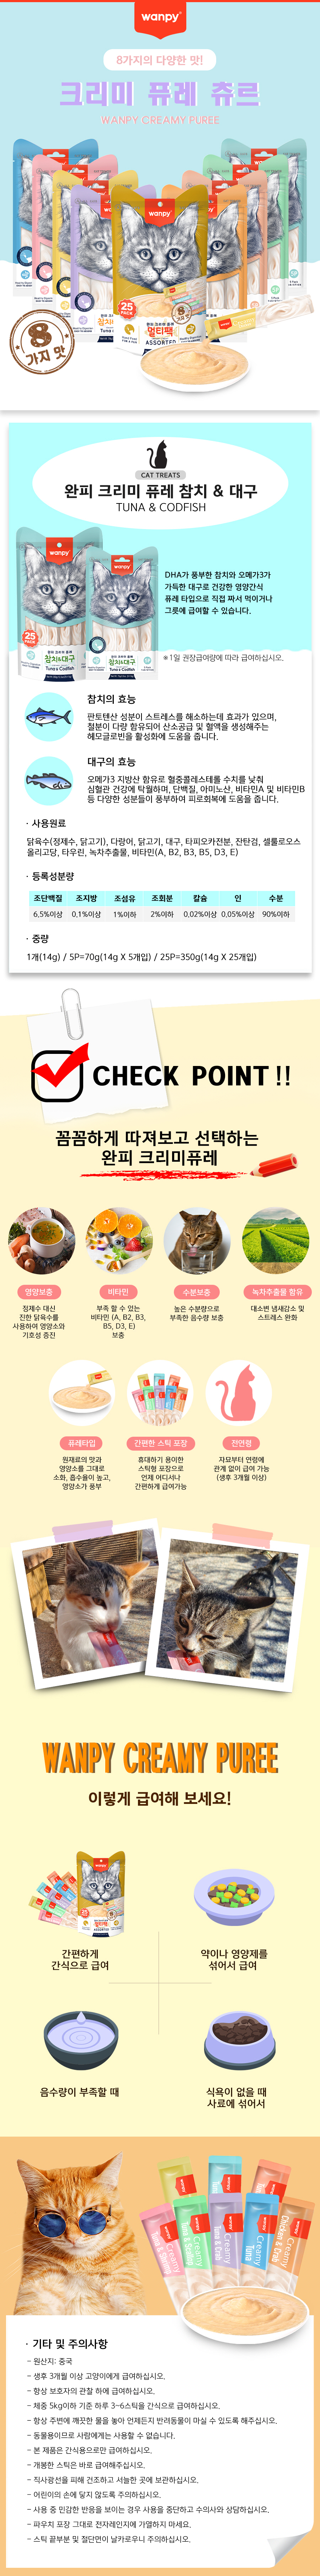 wanpy
8가지의 다양한 맛!
크리미 퓨레 츄르
WANPY CREAMY PUREE
wanpy
25
멀티팩
ASSORTED
8
가지 맛
CAT TREATS
완피 크리미 퓨레 참치 & 대구
TUNA & CODFISH
wanpy
wanpy
25
참치&대구
Tuna & Codfish
참치&대구
Tuna & Codfish
DHA가 풍부한 참치와 오메가3가
가득한 대구로 건강한 영양간식
퓨레 타입으로 직접 짜서 먹이거나
그릇에 급여할 수 있습니다.
※1일 권장급여량에 따라 급여하십시오.
참치의 효능
판토텐산 성분이 스트레스를 해소하는데 효과가 있으며,
철분이 다량 함유되어 산소공급 및 혈액을 생성해주는
헤모글로빈을 활성화에 도움을 줍니다.
대구의 효능
오메가3 지방산 함유로 혈중콜레스테롤 수치를 낮춰
심혈관 건강에 탁월하며, 단백질, 아미노산, 비타민A 및 비타민B
등 다양한 성분들이 풍부하여 피로회복에 도움을 줍니다.
· 사용원료
닭육수(정제수, 닭고기), 다랑어, 닭고기, 대구, 타피오카전분, 잔탄검, 셀룰로오스
올리고당, 타우린, 녹차추출물, 비타민(A, B2, B3, B5, D3, E)
· 등록성분량
조단백질 조지방 조섬유 조회분 칼슘 인 수분
6.5%이상 0.1%이상 1%이하 2%이하 0.02%이상 0.05%이상 90%이하
· 중량
1개(14g) / 5P=70g(14g X 5개입) / 25P=350g(14g X 25개입)
CHECK POINT!!
꼼꼼하게 따져보고 선택하는
완피 크리미퓨레
영양보충
정제수 대신
진한 닭육수를
사용하여 영양소와
기호성 증진
비타민
부족 할 수 있는
비타민 (A, B2, B3,
B5, D3, E)
보충
수분보충
높은 수분량으로
부족한 음수량 보충
녹차추출물 함유
대소변 냄새감소 및
스트레스 완화
퓨레타입
원재료의 맛과
영양소를 그대로
소화, 흡수율이 높고,
영양소가 풍부
간편한 스틱 포장
휴대하기 용이한
스틱형 포장으로
언제 어디서나
간편하게 급여가능
전연령
자묘부터 연령에
관계 없이 급여 가능
(생후 3개월 이상)
WANPY CREAMY PUREE
이렇게 급여해 보세요!
간편하게
간식으로 급여
약이나 영양제를
섞어서 급여
음수량이 부족할 때
식욕이 없을 때
사료에 섞어서
· 기타 및 주의사항
- 원산지: 중국
- 생후 3개월 이상 고양이에게 급여하십시오.
- 항상 보호자의 관찰 하에 급여하십시오.
- 체중 5kg이하 기준 하루 3~6스틱을 간식으로 급여하십시오.
- 항상 주변에 깨끗한 물을 놓아 언제든지 반려동물이 마실 수 있도록 해주십시오.
- 동물용이므로 사람에게는 사용할 수 없습니다.
- 본 제품은 간식용으로만 급여하십시오.
- 개봉한 스틱은 바로 급여해주십시오.
- 직사광선을 피해 건조하고 서늘한 곳에 보관하십시오.
- 어린이의 손에 닿지 않도록 주의하십시오.
- 사용 중 민감한 반응을 보이는 경우 사용을 중단하고 수의사와 상담하십시오.
- 파우치 포장 그대로 전자레인지에 가열하지 마세요.
- 스틱 끝부분 및 절단면이 날카로우니 주의하십시오.